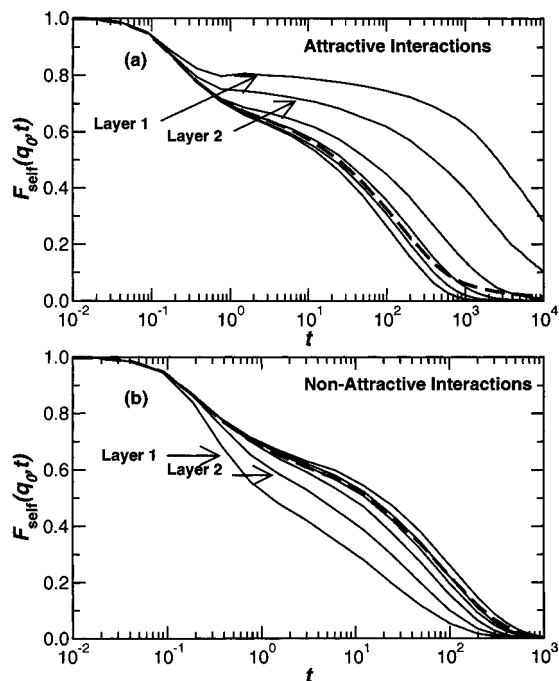 1.0
(a)
Attractive Interactions
0.8
Layer 1
Layer 2
0.6
F_self(q_0,t)
0.4
0.2
0.0
10^-2 10^-1 10^0 10^1 10^2 10^3 10^4
t
1.0
(b)
Non-Attractive Interactions
0.8
Layer 1
Layer 2
0.6
F_self(q_0,t)
0.4
0.2
0.0
10^-2 10^-1 10^0 10^1 10^2 10^3
t